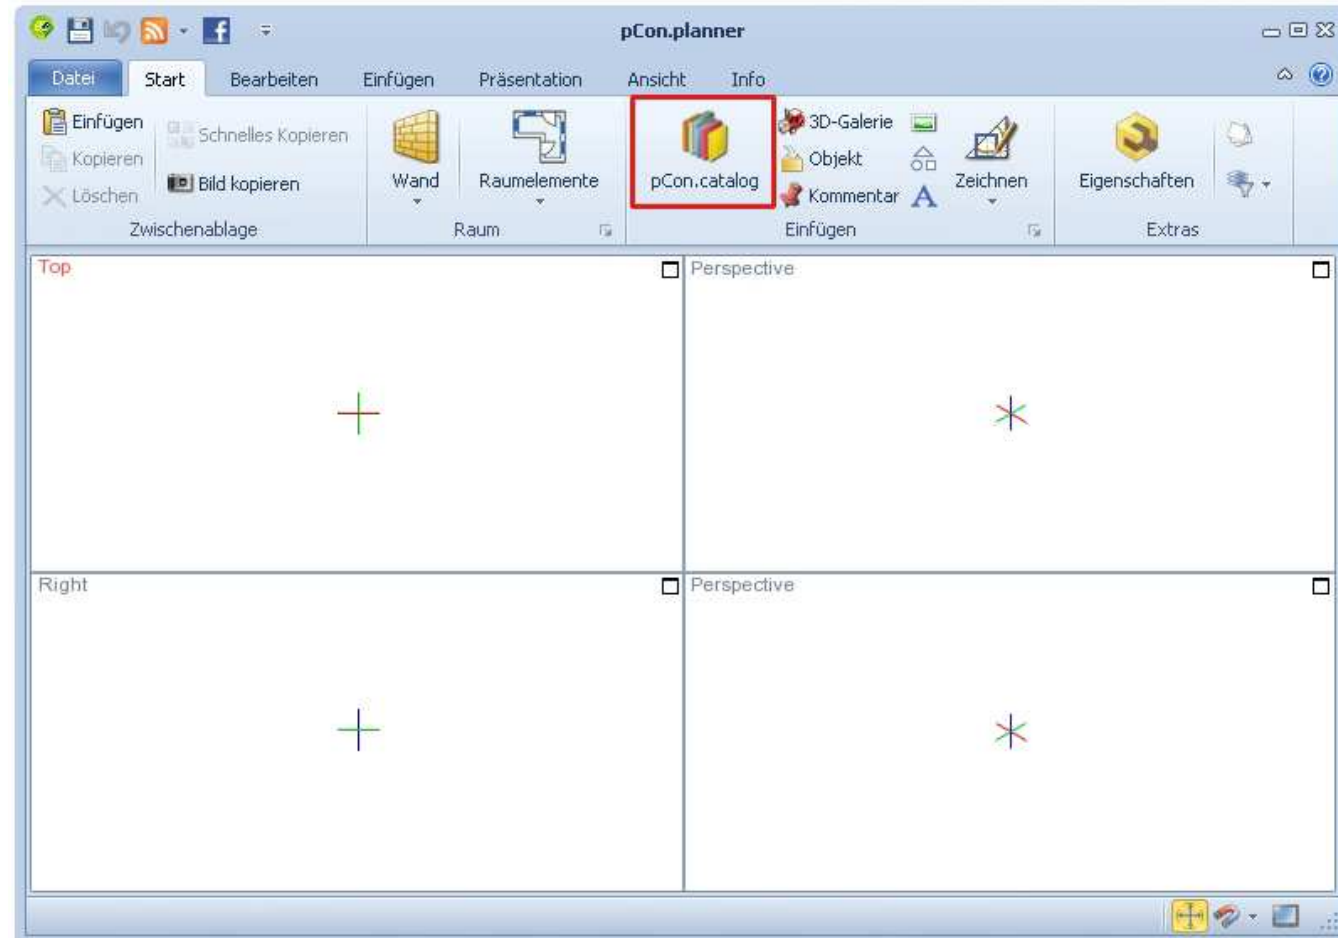 pCon.planner
Datei Start Bearbeiten Einfügen Präsentation Ansicht Info
Einfügen
Kopieren
Löschen
Schnelles Kopieren
Bild kopieren
Zwischenablage
Wand
Raumelemente
Raum
pCon.catalog
3D-Galerie
Objekt
Kommentar
Zeichnen
Einfügen
Eigenschaften
Extras
Top
Perspective
Right
Perspective